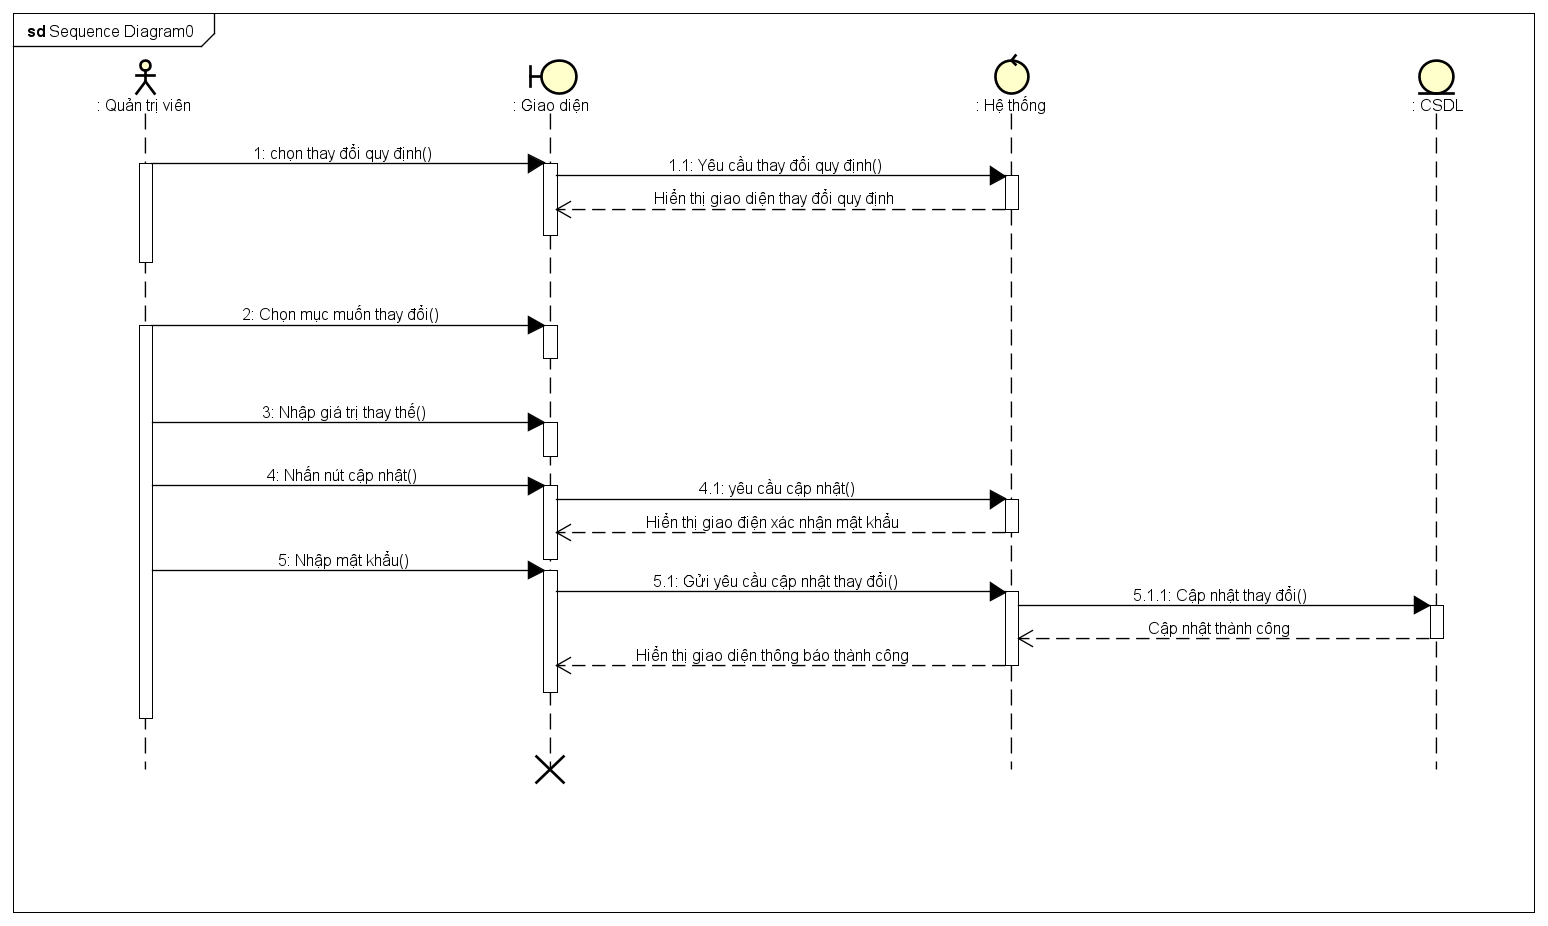 sd Sequence Diagram0
: Quản trị viên
: Giao diện
: Hệ thống
: CSDL
1: chọn thay đổi quy định()
1.1: Yêu cầu thay đổi quy định()
Hiển thị giao diện thay đổi quy định
2: Chọn mục muốn thay đổi()
3: Nhập giá trị thay thế()
4: Nhấn nút cập nhật()
4.1: yêu cầu cập nhật()
Hiển thị giao điện xác nhận mật khẩu
5: Nhập mật khẩu()
5.1: Gửi yêu cầu cập nhật thay đổi()
5.1.1: Cập nhật thay đổi()
Cập nhật thành công
Hiển thị giao diện thông báo thành công